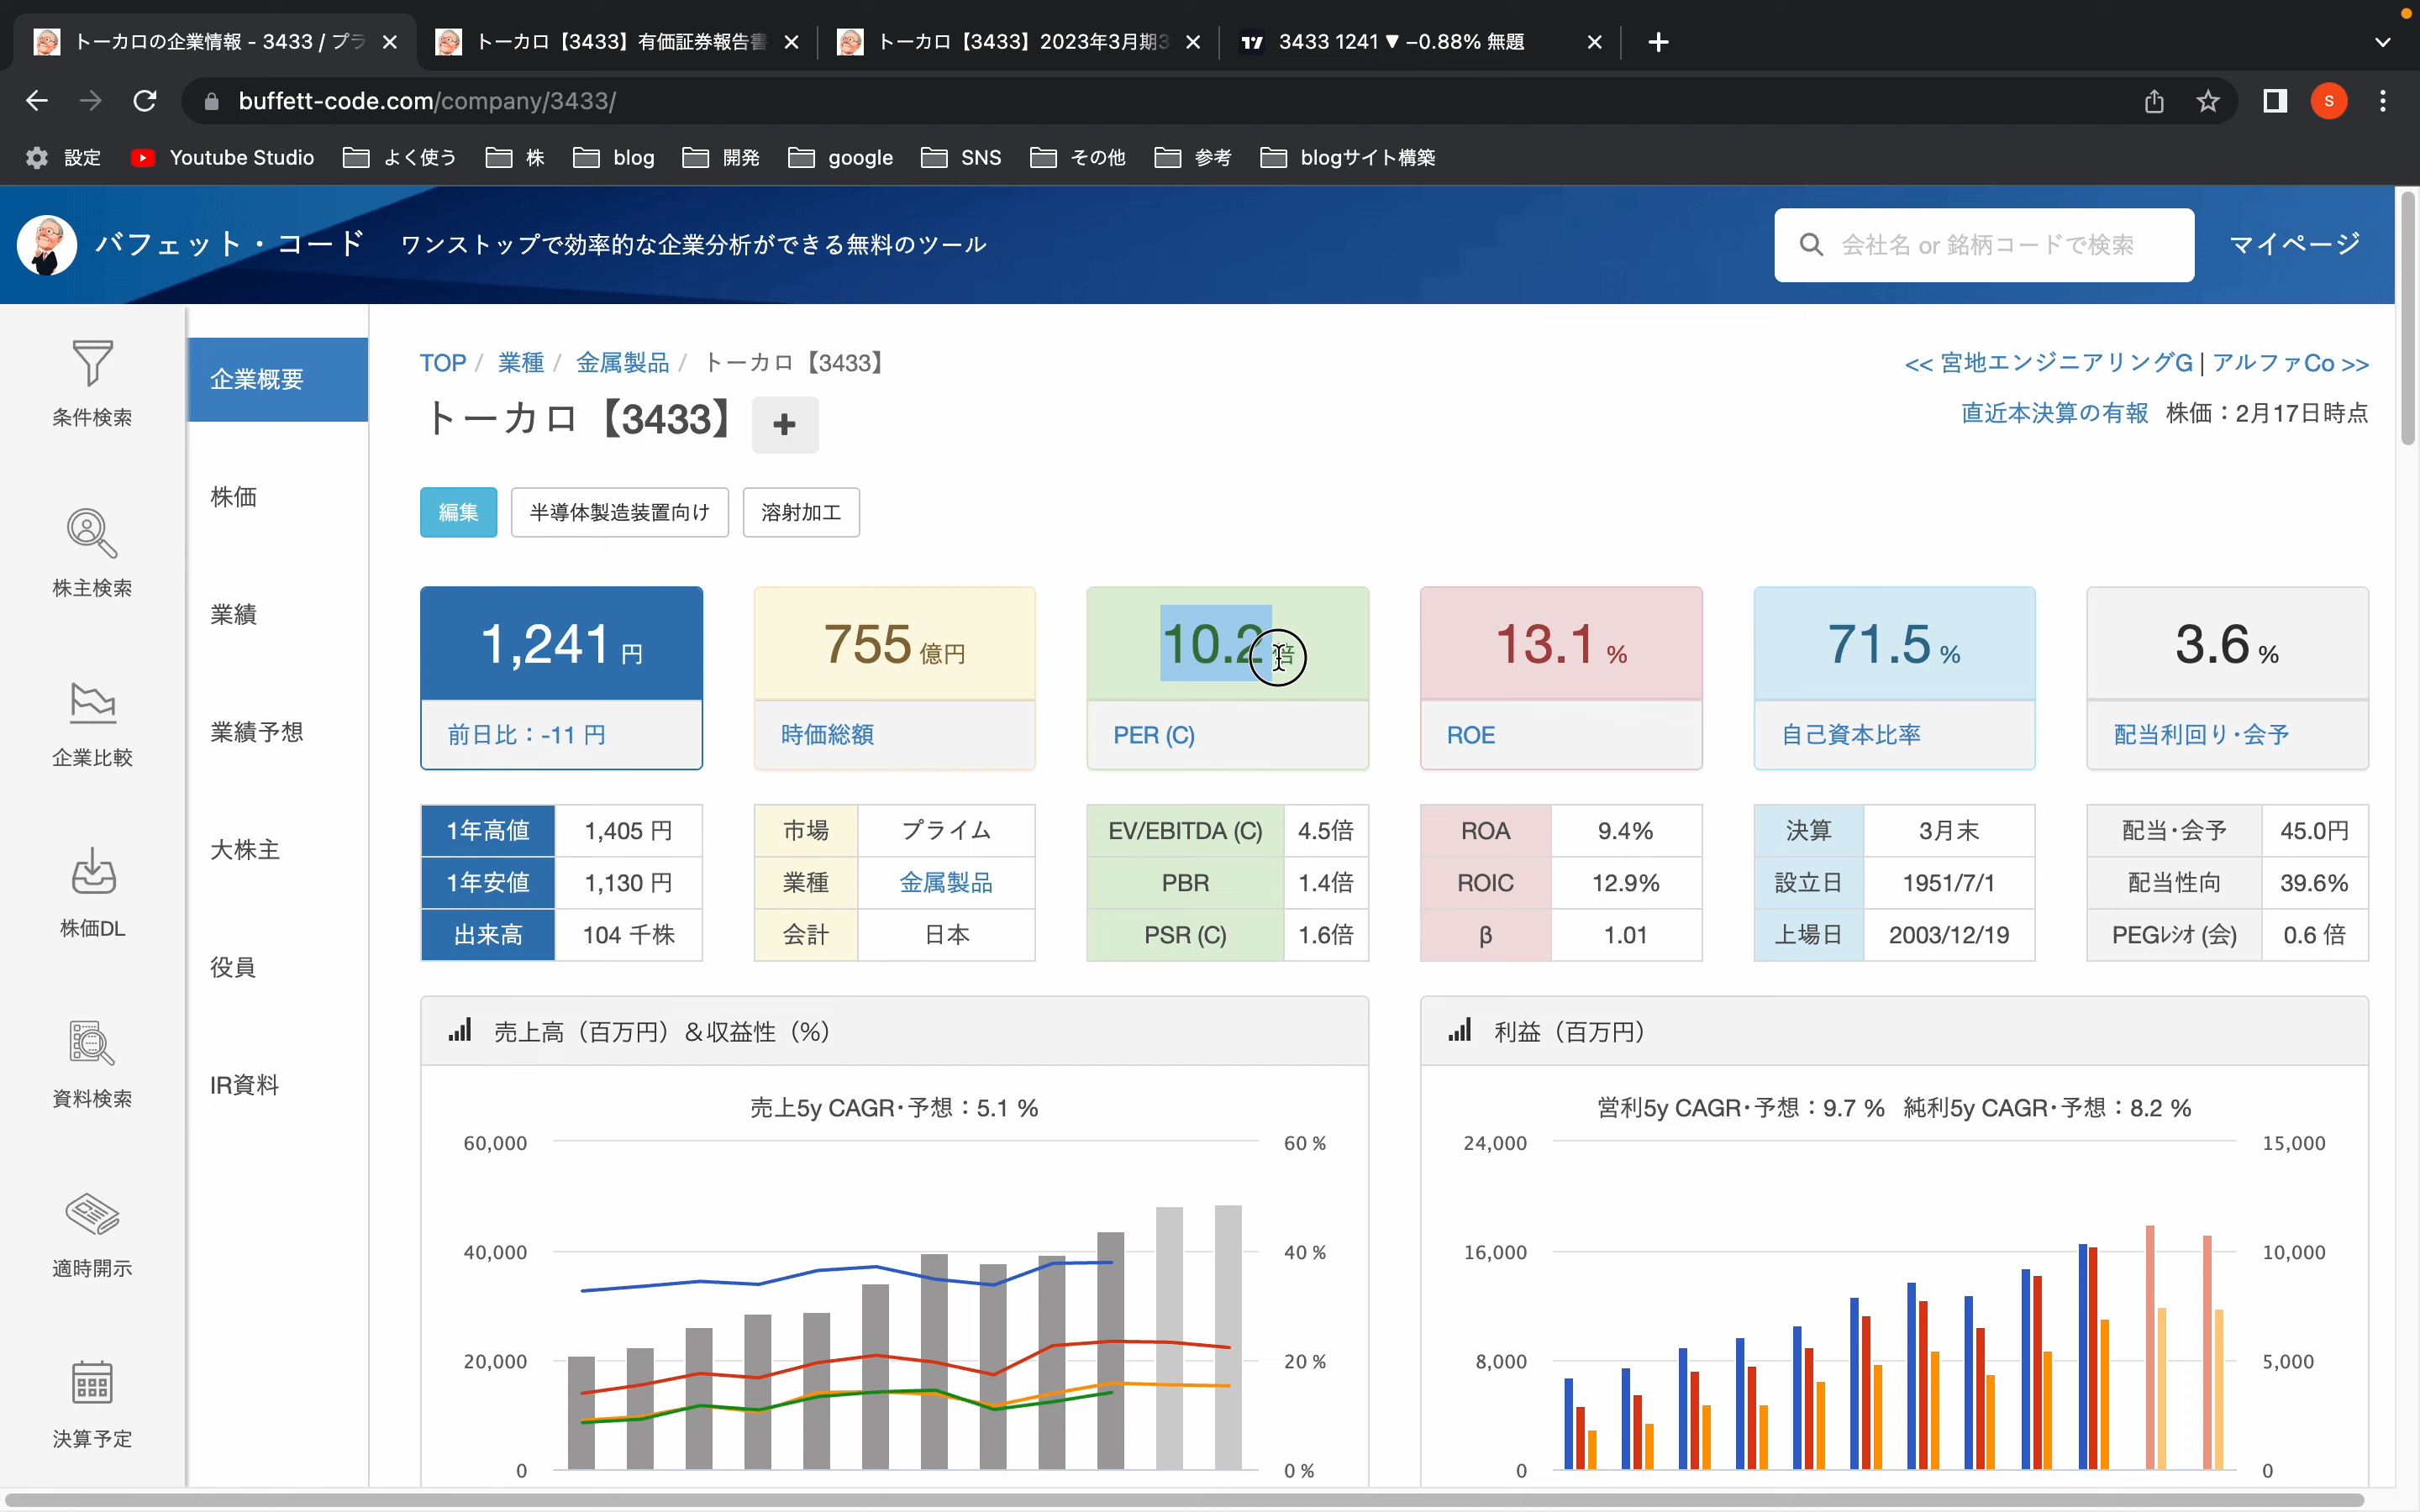 トーカロの企業情報 - 3433 / プラ
トーカロ【3433】有価証券報告書
トーカロ【3433】2023年3月期3
3433 1241 ▼ −0.88% 無題
buffett-code.com/company/3433/
S
設定
Youtube Studio
よく使う
株
blog
開発
google
SNS
その他
参考
blogサイト構築
バフェット・コード
ワンストップで効率的な企業分析ができる無料のツール
会社名 or 銘柄コードで検索
マイページ
条件検索
株主検索
企業比較
株価DL
資料検索
適時開示
決算予定
企業概要
株価
業績
業績予想
大株主
役員
IR資料
TOP / 業種 / 金属製品 / トーカロ【3433】
<< 宮地エンジニアリングG | アルファCo >>
トーカロ【3433】
直近本決算の有報 株価：2月17日時点
編集
半導体製造装置向け
溶射加工
1,241 円
前日比：-11 円
755 億円
時価総額
10.2 倍
PER (C)
13.1 %
ROE
71.5 %
自己資本比率
3.6 %
配当利回り･会予
1年高値 1,405 円
1年安値 1,130 円
出来高 104 千株
市場 プライム
業種 金属製品
会計 日本
EV/EBITDA (C) 4.5倍
PBR 1.4倍
PSR (C) 1.6倍
ROA 9.4%
ROIC 12.9%
β 1.01
決算 3月末
設立日 1951/7/1
上場日 2003/12/19
配当･会予 45.0円
配当性向 39.6%
PEGﾚｼｵ (会) 0.6 倍
売上高（百万円）＆収益性（%）
売上5y CAGR･予想：5.1 %
60,000
40,000
20,000
0
60 %
40 %
20 %
0 %
利益（百万円）
営利5y CAGR･予想：9.7 % 純利5y CAGR･予想：8.2 %
24,000
16,000
8,000
0
15,000
10,000
5,000
0